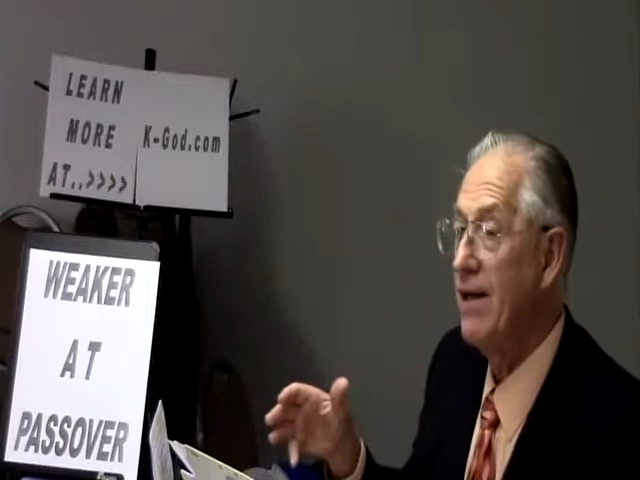 LEARN
MORE
AT..>>>>
K-God.com
WEAKER
AT
PASSOVER